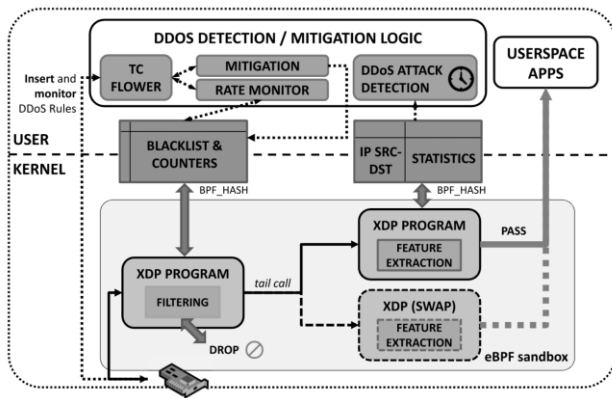 DDOS DETECTION / MITIGATION LOGIC
TC
FLOWER
MITIGATION
RATE MONITOR
DDoS ATTACK
DETECTION
USERSPACE
APPS
Insert and
monitor
DDoS Rules
USER
KERNEL
BLACKLIST &
COUNTERS
IP SRC-
DST
STATISTICS
BPF_HASH
BPF_HASH
XDP PROGRAM
FILTERING
DROP
tail call
XDP PROGRAM
FEATURE
EXTRACTION
PASS
XDP (SWAP)
FEATURE
EXTRACTION
eBPF sandbox